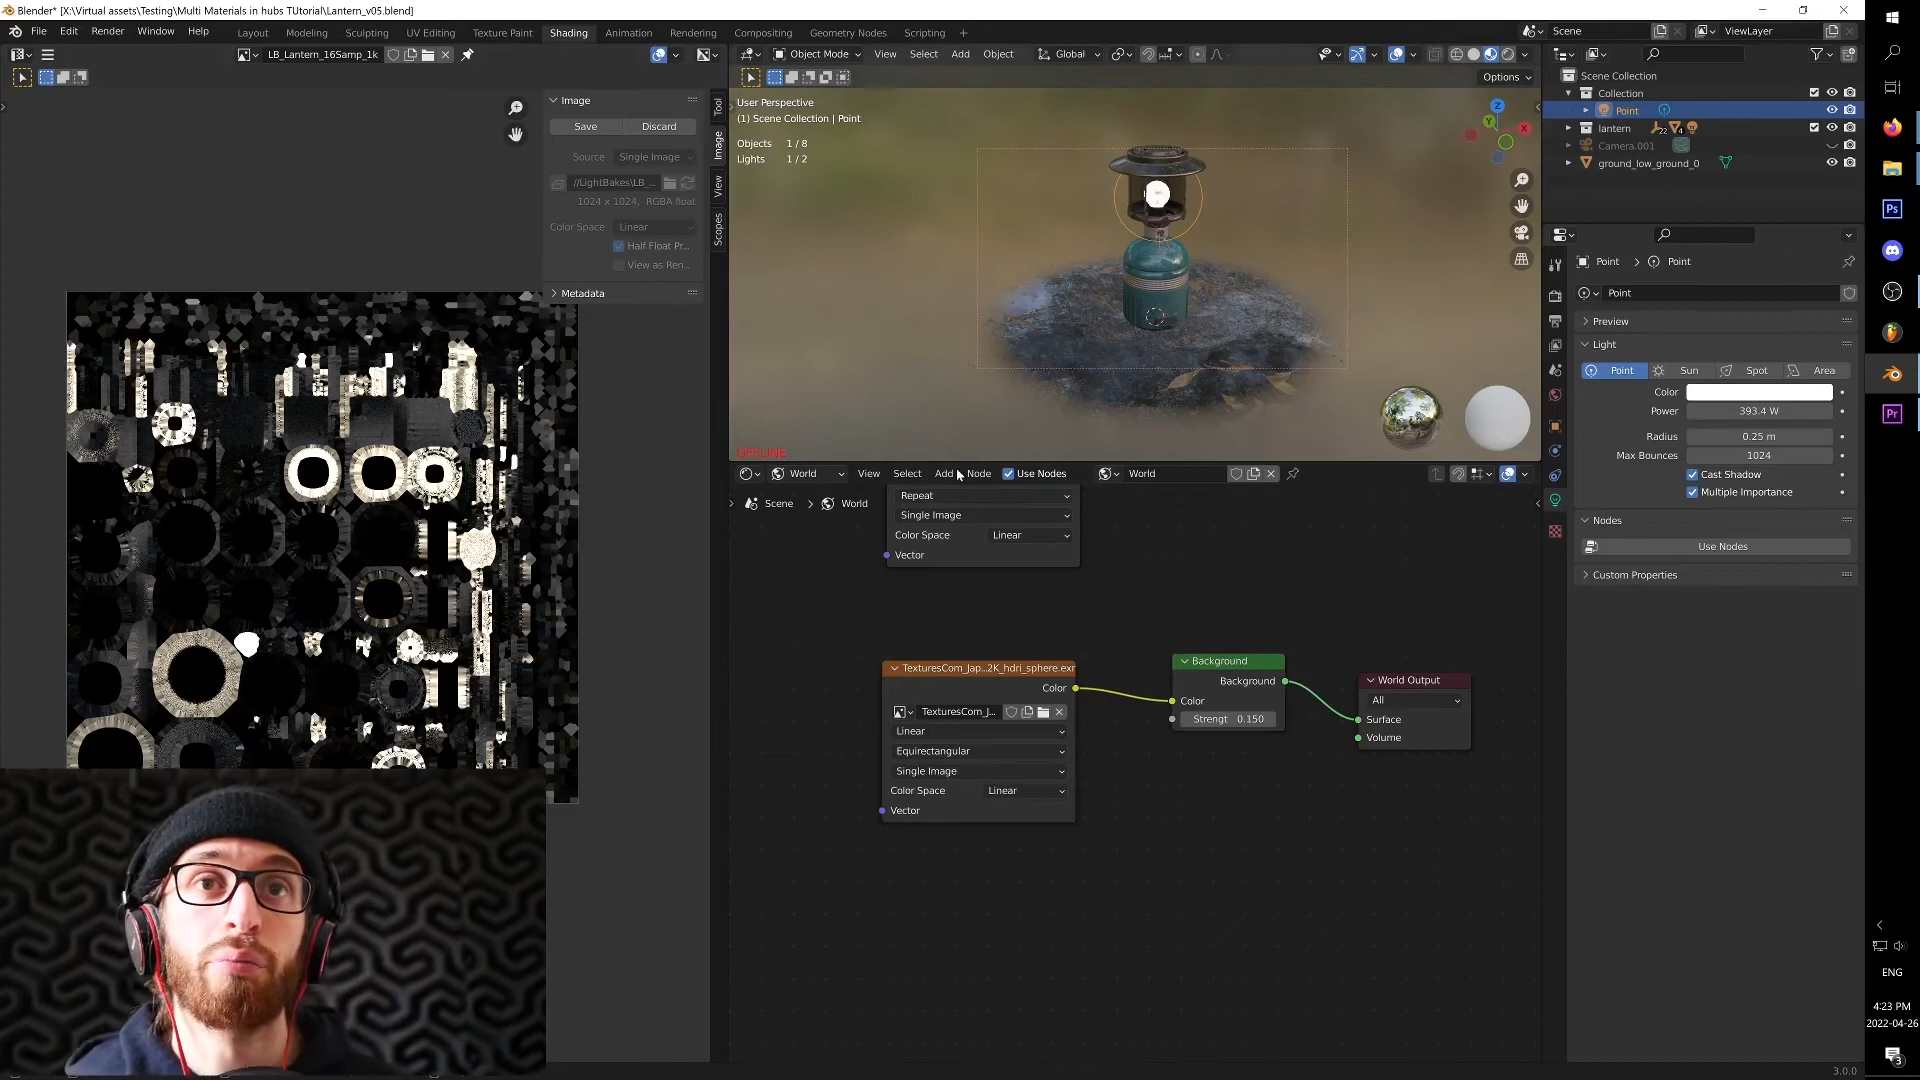 Blender* [X:\Virtual assets\Testing\Multi Materials in hubs TUtorial\Lantern_v05.blend]
File Edit Render Window Help
Layout Modeling Sculpting UV Editing Texture Paint Shading Animation Rendering Compositing Geometry Nodes Scripting +
Scene
ViewLayer
LB_Lantern_16Samp_1k
Object Mode View Select Add Object Global
Options
Image
Save Discard
Source Single Image
//LightBakes\LB_...
1024 x 1024, RGBA float
Color Space Linear
Half Float Pr...
View as Ren...
Metadata
Tool
Image
View
Scopes
User Perspective
(1) Scene Collection | Point
Objects 1 / 8
Lights 1 / 2
Z
Y
X
OFFLINE
World View Select Add Node Use Nodes World
Scene > World
Repeat
Single Image
Color Space Linear
Vector
TexturesCom_Jap...2K_hdri_sphere.exr
Color
TexturesCom_J...
Linear
Equirectangular
Single Image
Color Space Linear
Vector
Background
Background
Color
Strengt 0.150
World Output
All
Surface
Volume
Scene Collection
Collection
Point
lantern 22 4
Camera.001
ground_low_ground_0
Point > Point
Point
Preview
Light
Point Sun Spot Area
Color
Power 393.4 W
Radius 0.25 m
Max Bounces 1024
Cast Shadow
Multiple Importance
Nodes
Use Nodes
Custom Properties
Ps
Pr
ENG
4:23 PM
2022-04-26
3
3.0.0